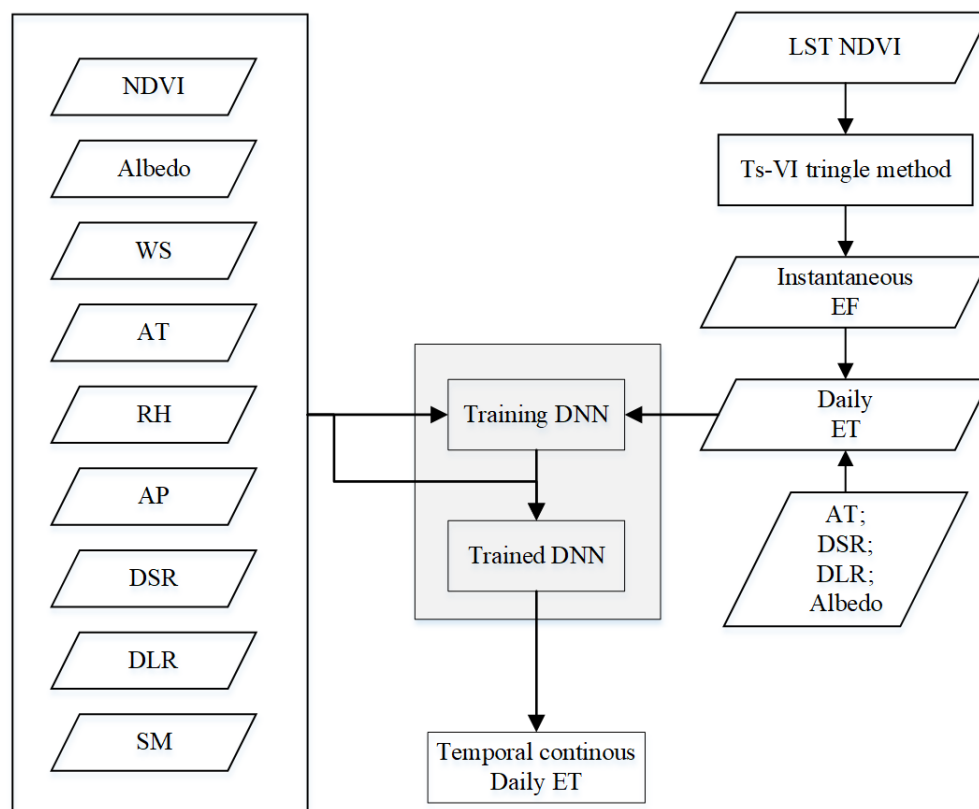 NDVI
Albedo
WS
AT
RH
AP
DSR
DLR
SM
Training DNN
Trained DNN
Temporal continous
Daily ET
LST NDVI
Ts-VI tringle method
Instantaneous
EF
Daily
ET
AT;
DSR;
DLR;
Albedo